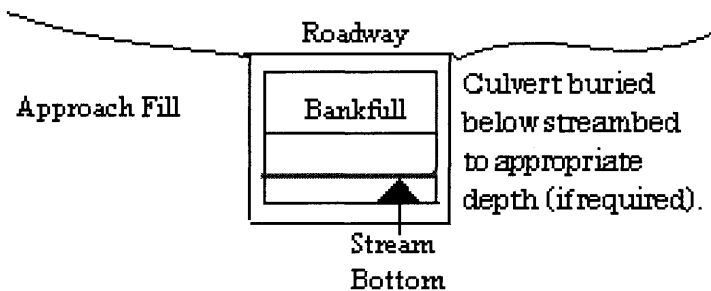 Roadway
Approach Fill
Bankfull
Culvert buried
below streambed
to appropriate
depth (if required).
Stream
Bottom